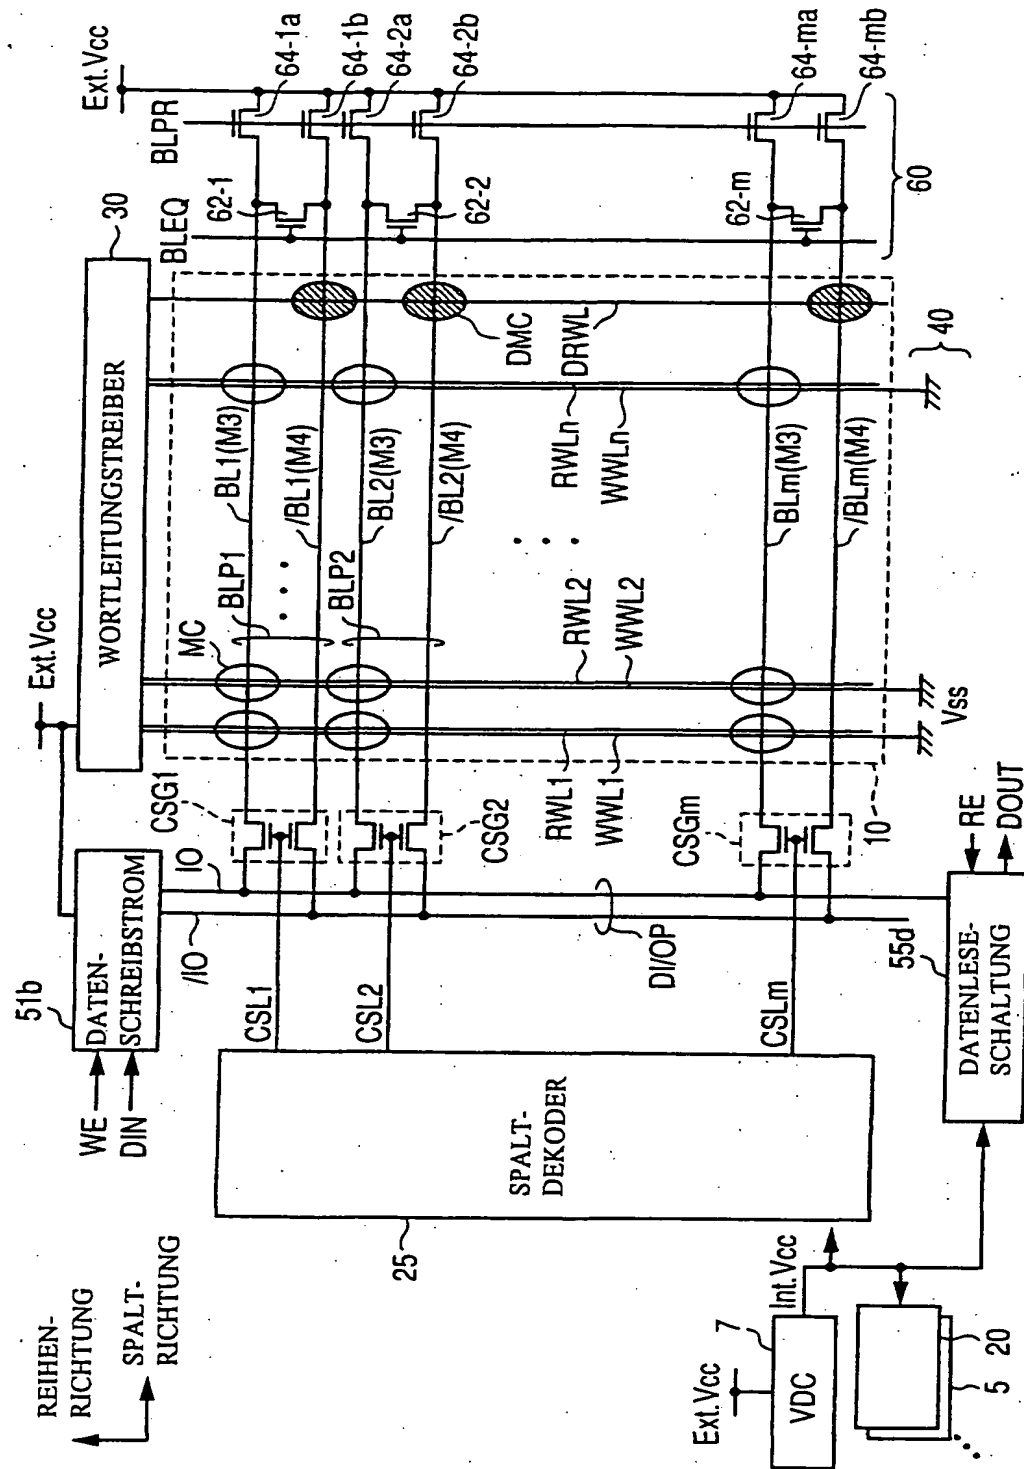 REIHEN-
RICHTUNG
SPALT-
RICHTUNG
WE
DIN
51b
DATEN-
SCHREIBSTROM
Ext.Vcc
30
WORTLEITUNGSTREIBER
Ext.Vcc
BLPR
BLEQ
64-1a
64-1b
64-2a
64-2b
64-ma
64-mb
62-1
62-2
62-m
60
/IO
IO
CSG1
CSG2
CSGm
MC
BLP1
BLP2
BL1(M3)
/BL1(M4)
BL2(M3)
/BL2(M4)
BLm(M3)
/BLm(M4)
DMC
DRWL
RWLn
WWLn
RWL2
WWL2
RWL1
WWL1
40
Vss
10
CSL1
CSL2
CSLm
DI/OP
25
SPALT-
DEKODER
55d
DATENLESE-
SCHALTUNG
RE
DOUT
Ext.Vcc
7
VDC
Int.Vcc
20
5